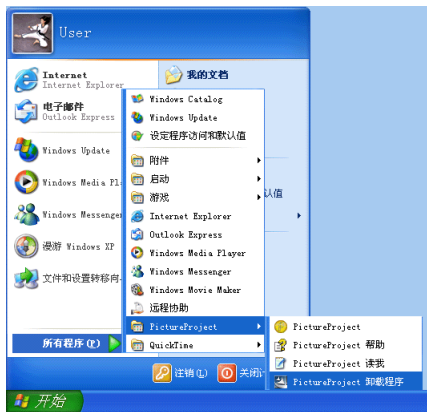 User
Internet
Internet Explorer
电子邮件
Outlook Express
Windows Update
Windows Media Pl
Windows Messenger
漫游 Windows XP
文件和设置转移向
所有程序(P)
我的文档
Windows Catalog
Windows Update
设定程序访问和默认值
附件
启动
游戏
Internet Explorer
Outlook Express
Windows Media Player
Windows Messenger
Windows Movie Maker
远程协助
PictureProject
QuickTime
认值
PictureProject
PictureProject 帮助
PictureProject 读我
PictureProject 卸载程序
注销(L)
关闭
开始